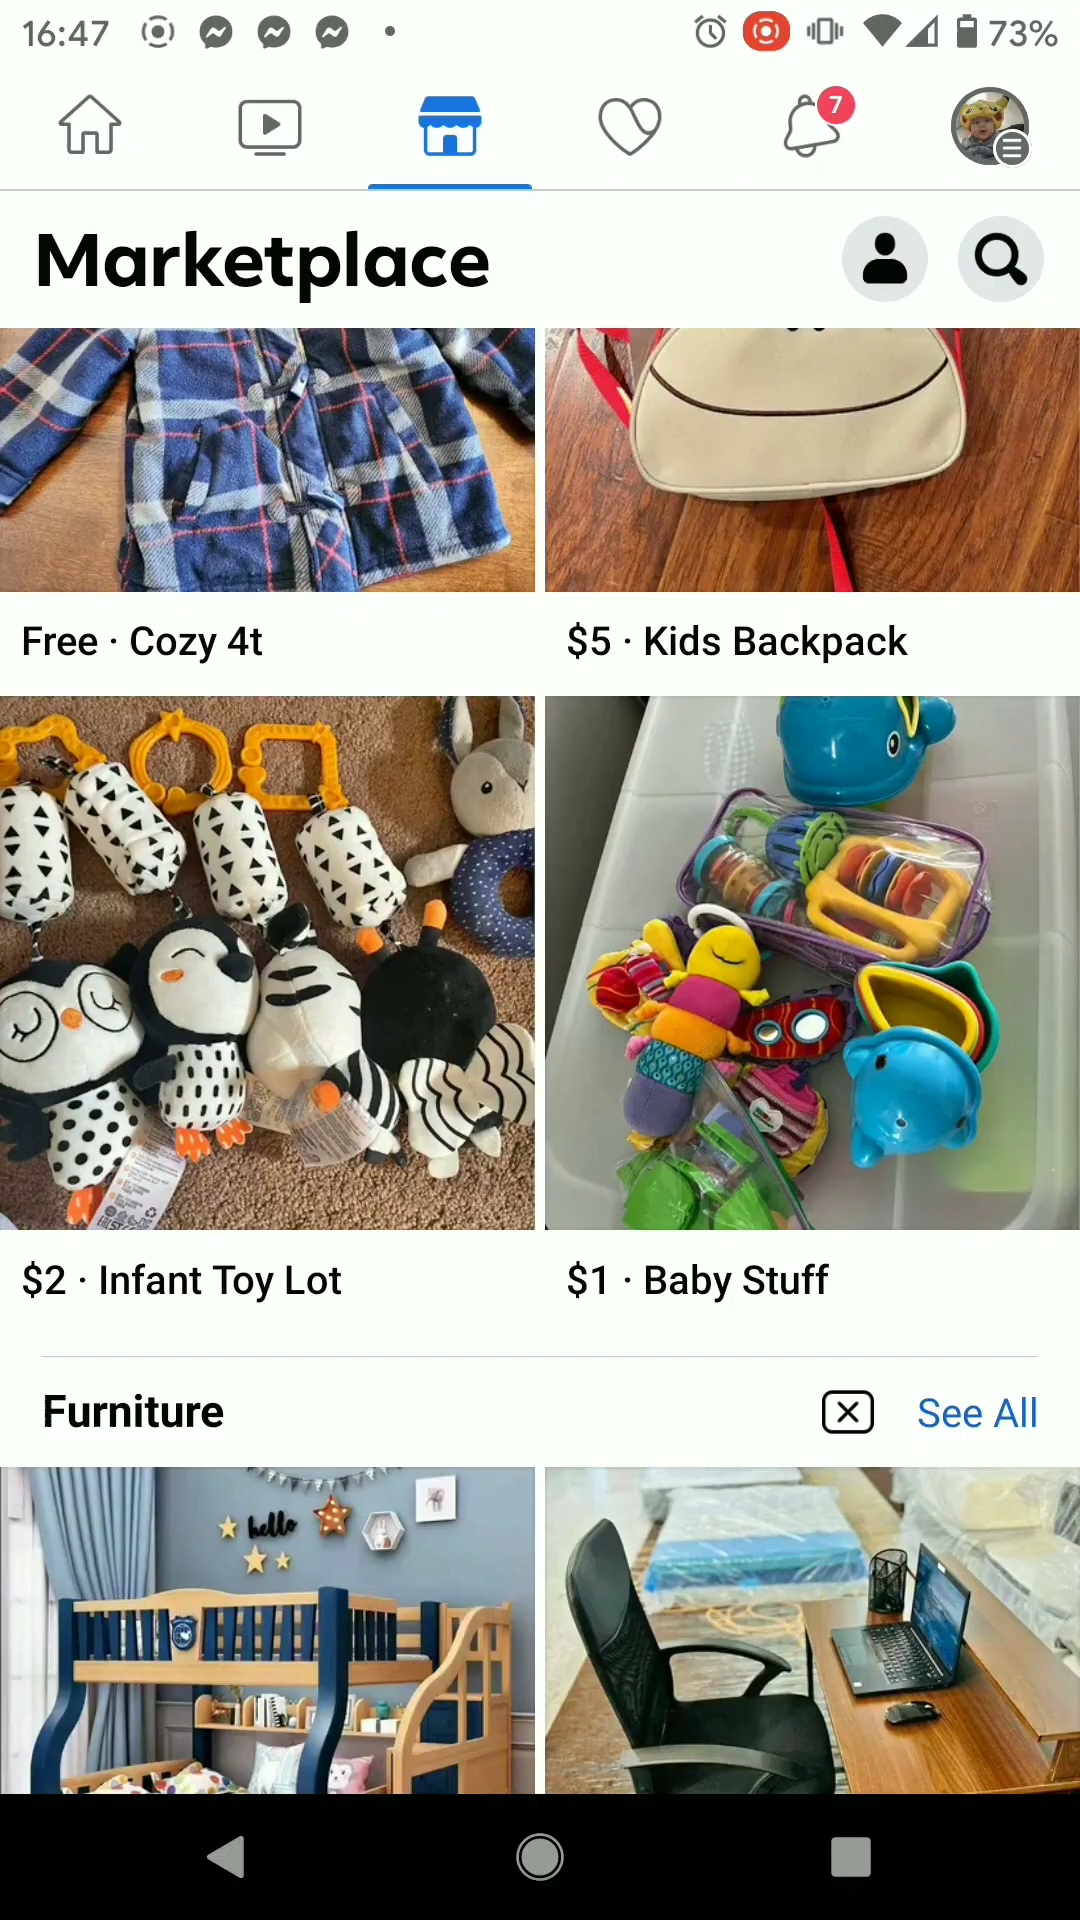 16:47
73%
7
Marketplace
Free · Cozy 4t
$5 · Kids Backpack
$2 · Infant Toy Lot
$1 · Baby Stuff
Furniture
See All
hello